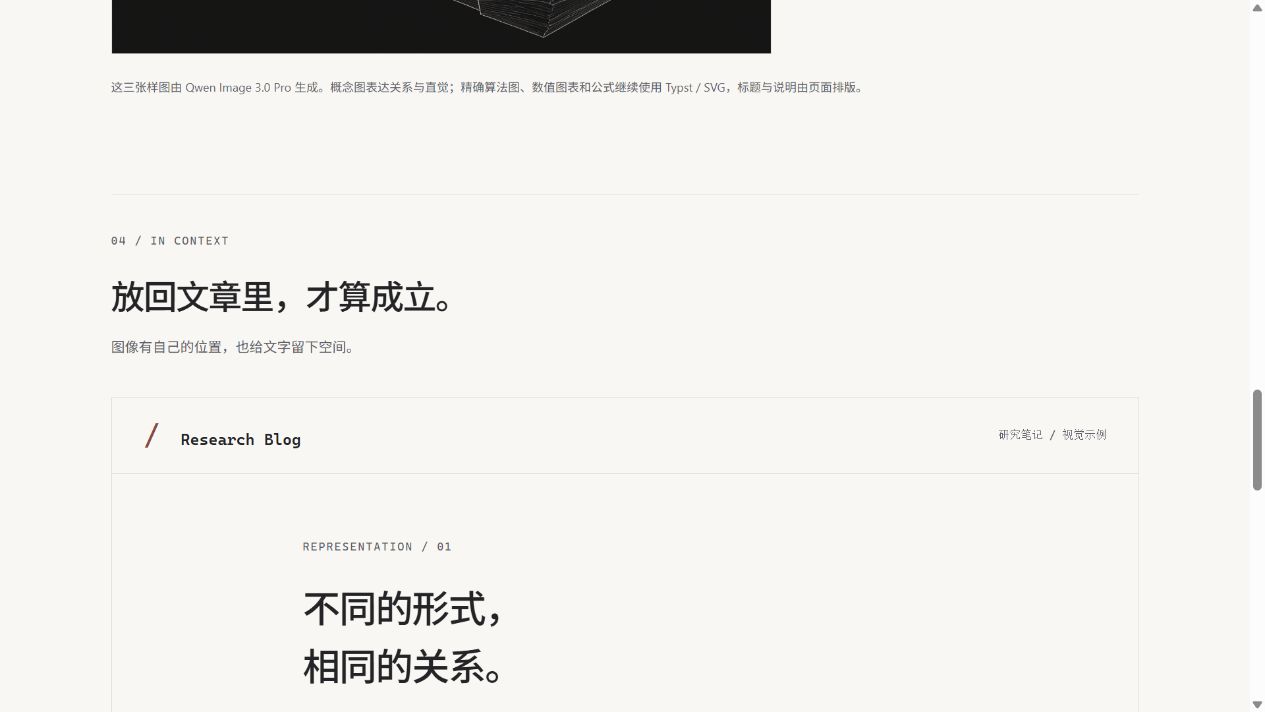 这三张样图由 Qwen Image 3.0 Pro 生成。概念图表达关系与直觉；精确算法图、数值图表和公式继续使用 Typst / SVG，标题与说明由页面排版。
04 / IN CONTEXT
放回文章里，才算成立。
图像有自己的位置，也给文字留下空间。
/ Research Blog
研究笔记 / 视觉示例
REPRESENTATION / 01
不同的形式，
相同的关系。